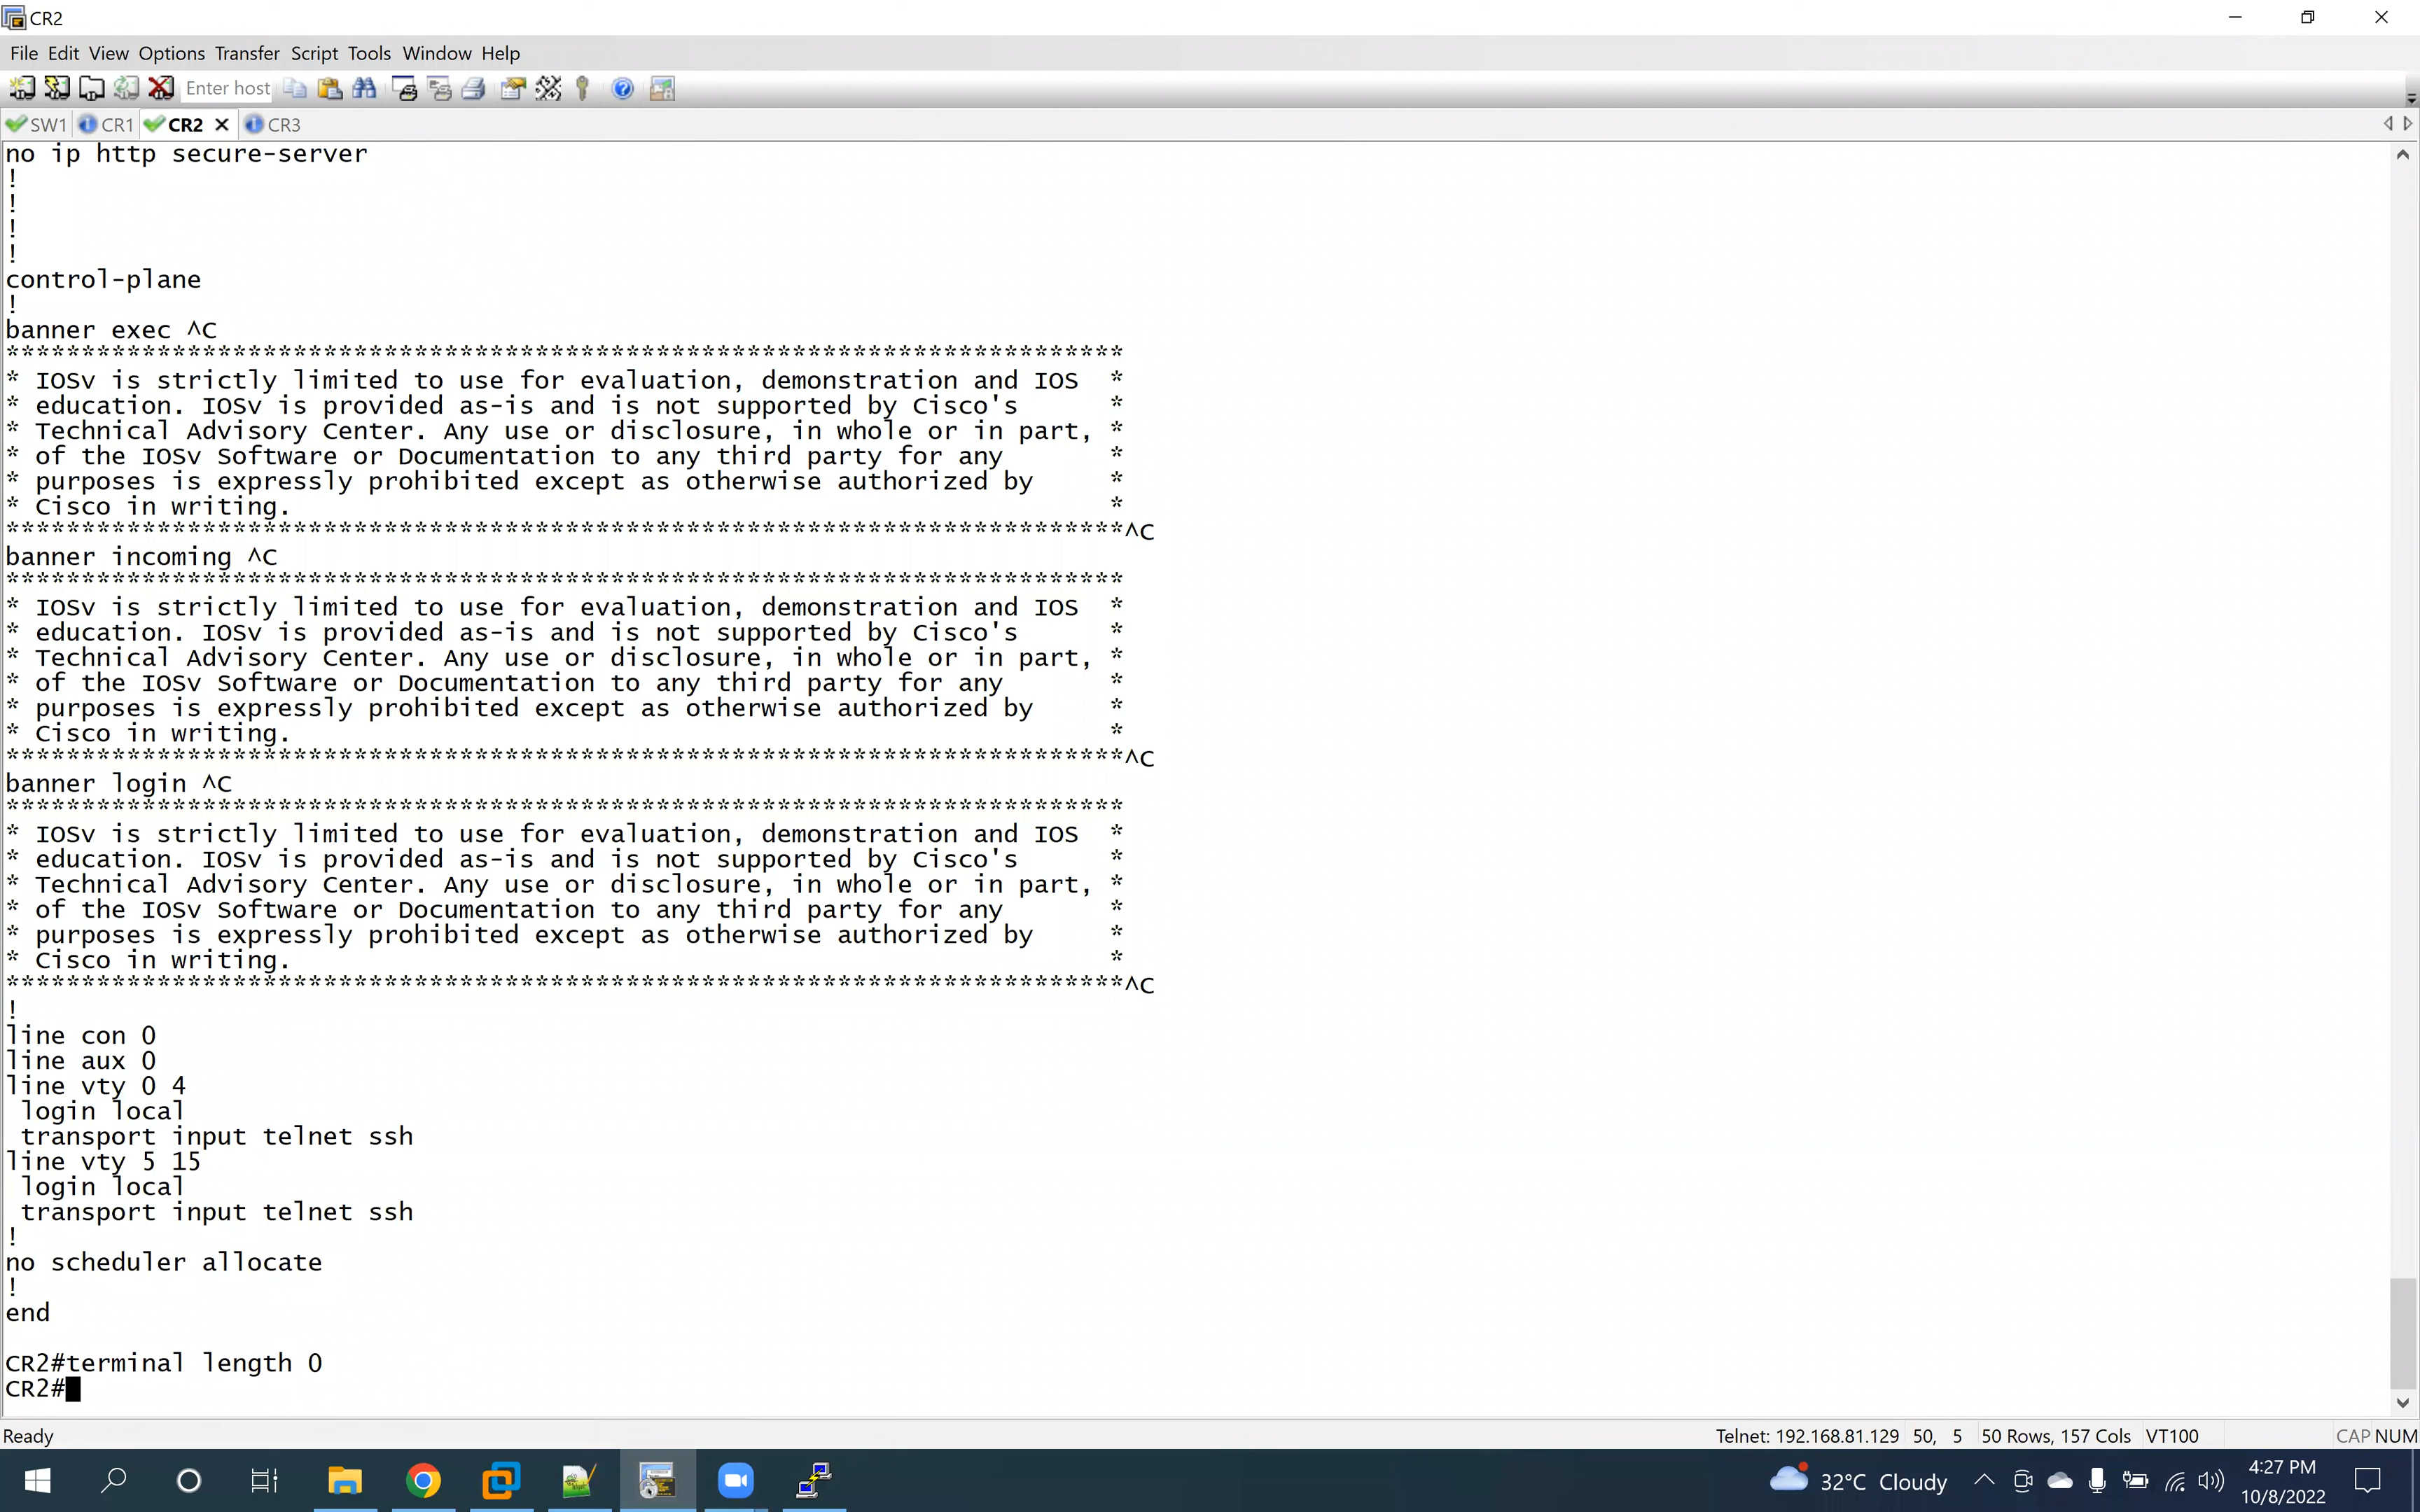 CR2
File Edit View Options Transfer Script Tools Window Help
Enter host
SW1 CR1 CR2 CR3
no ip http secure-server
!
!
!
!
control-plane
!
banner exec ^C
**************************************************************************
* IOSv is strictly limited to use for evaluation, demonstration and IOS  *
* education. IOSv is provided as-is and is not supported by Cisco's      *
* Technical Advisory Center. Any use or disclosure, in whole or in part, *
* of the IOSv Software or Documentation to any third party for any       *
* purposes is expressly prohibited except as otherwise authorized by     *
* Cisco in writing.                                                      *
**************************************************************************^C
banner incoming ^C
**************************************************************************
* IOSv is strictly limited to use for evaluation, demonstration and IOS  *
* education. IOSv is provided as-is and is not supported by Cisco's      *
* Technical Advisory Center. Any use or disclosure, in whole or in part, *
* of the IOSv Software or Documentation to any third party for any       *
* purposes is expressly prohibited except as otherwise authorized by     *
* Cisco in writing.                                                      *
**************************************************************************^C
banner login ^C
**************************************************************************
* IOSv is strictly limited to use for evaluation, demonstration and IOS  *
* education. IOSv is provided as-is and is not supported by Cisco's      *
* Technical Advisory Center. Any use or disclosure, in whole or in part, *
* of the IOSv Software or Documentation to any third party for any       *
* purposes is expressly prohibited except as otherwise authorized by     *
* Cisco in writing.                                                      *
**************************************************************************^C
!
line con 0
line aux 0
line vty 0 4
 login local
 transport input telnet ssh
line vty 5 15
 login local
 transport input telnet ssh
!
no scheduler allocate
!
end
CR2#terminal length 0
CR2#
Ready Telnet: 192.168.81.129 50, 5 50 Rows, 157 Cols VT100 CAP NUM
32°C Cloudy 4:27 PM
10/8/2022